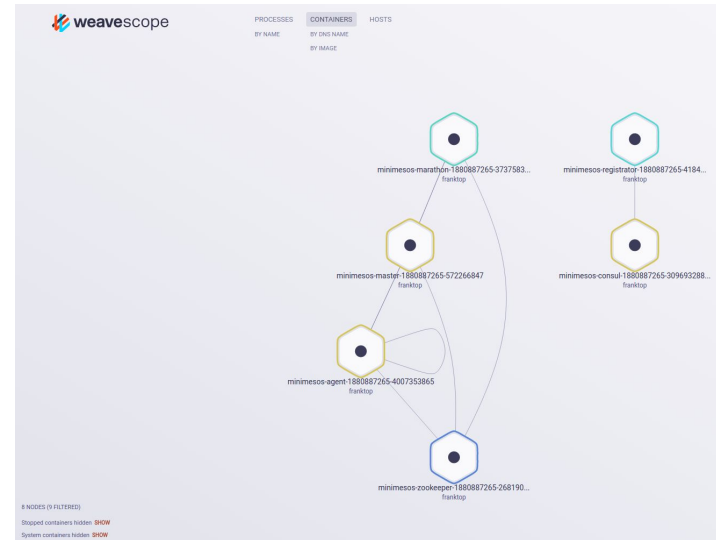 weavescope
PROCESSES CONTAINERS HOSTS
BY NAME BY DNS NAME
BY IMAGE
minimesos-marathon-1880887265-3737583...
franktop
minimesos-registrator-1880887265-4184...
franktop
minimesos-master-1880887265-572266847
franktop
minimesos-consul-1880887265-309693288...
franktop
minimesos-agent-1880887265-4007353865
franktop
minimesos-zookeeper-1880887265-268190...
franktop
6 NODES (9 FILTERED)
Stopped containers hidden SHOW
System containers hidden SHOW